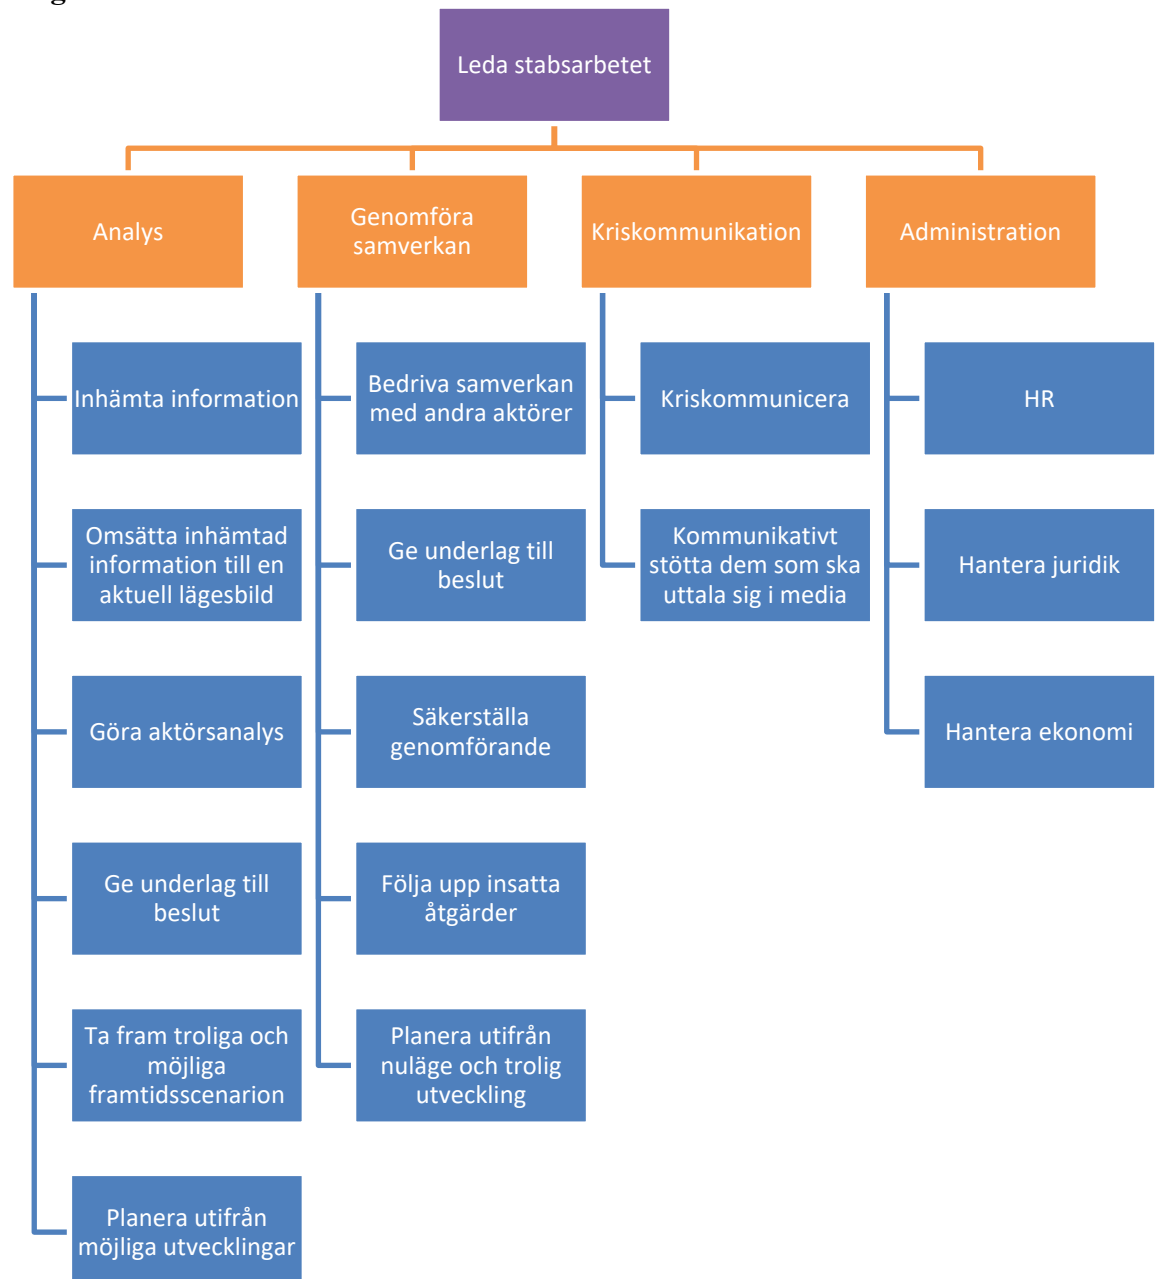 Leda stabsarbetet
Analys
Genomföra
samverkan
Kriskommunikation
Administration
Inhämta information
Omsätta inhämtad
information till en
aktuell lägesbild
Göra aktörsanalys
Ge underlag till
beslut
Ta fram troliga och
möjliga
framtidsscenarion
Planera utifrån
möjliga utvecklingar
Bedriva samverkan
med andra aktörer
Ge underlag till
beslut
Säkerställa
genomförande
Följa upp insatta
åtgärder
Planera utifrån
nuläge och trolig
utveckling
Kriskommunicera
Kommunikativt
stötta dem som ska
uttala sig i media
HR
Hantera juridik
Hantera ekonomi